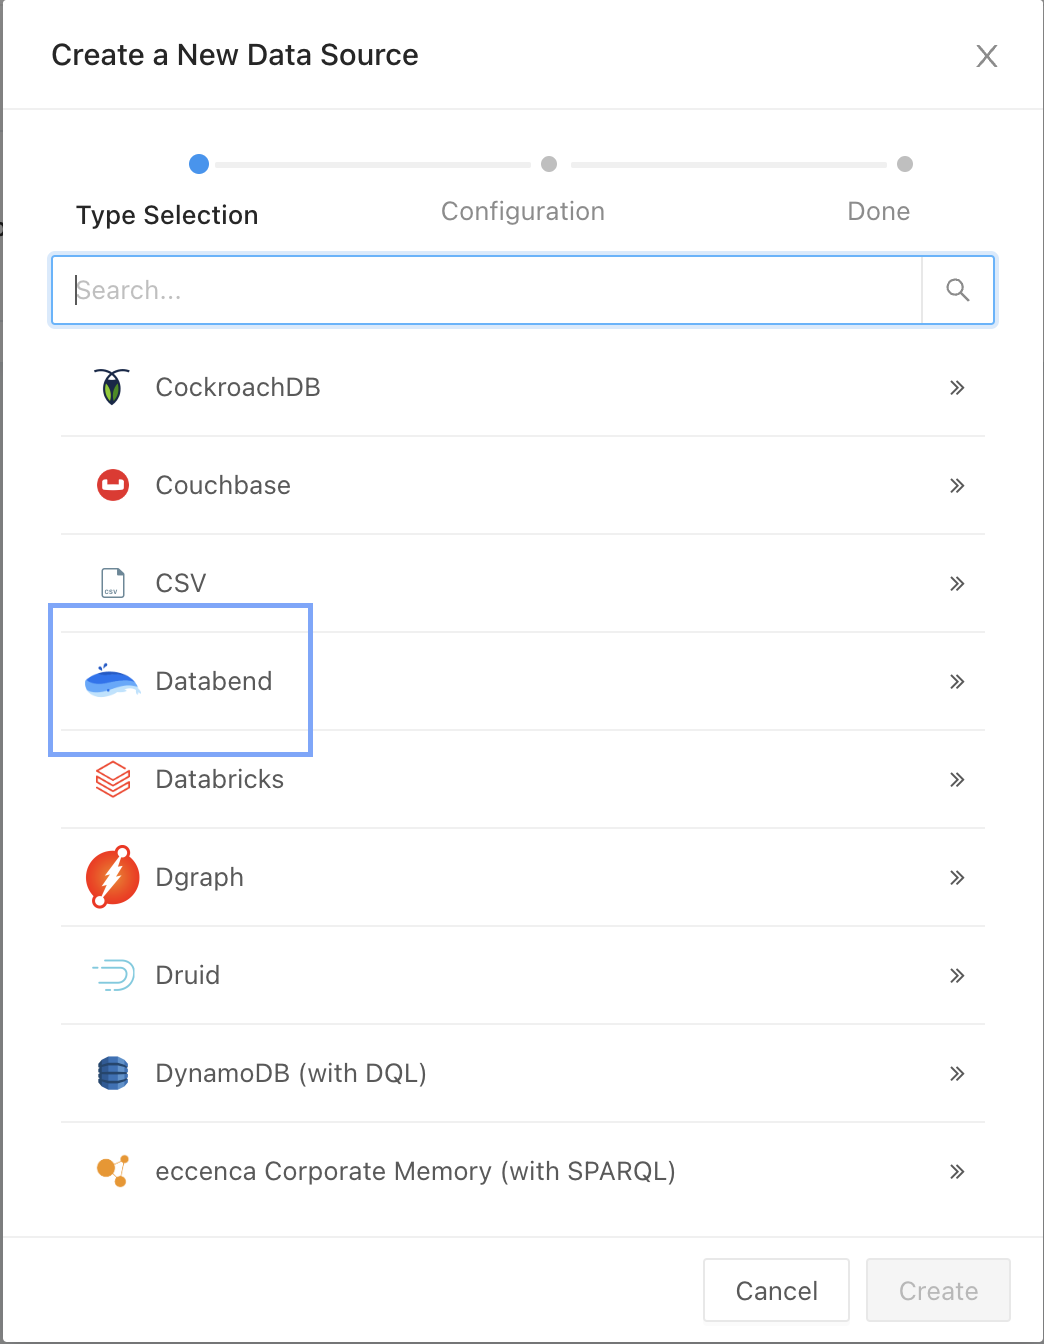 Create a New Data Source
Type Selection
Configuration
Done
Search...
CockroachDB
Couchbase
CSV
CSV
Databend
Databricks
Dgraph
Druid
DynamoDB (with DQL)
eccenca Corporate Memory (with SPARQL)
Cancel
Create